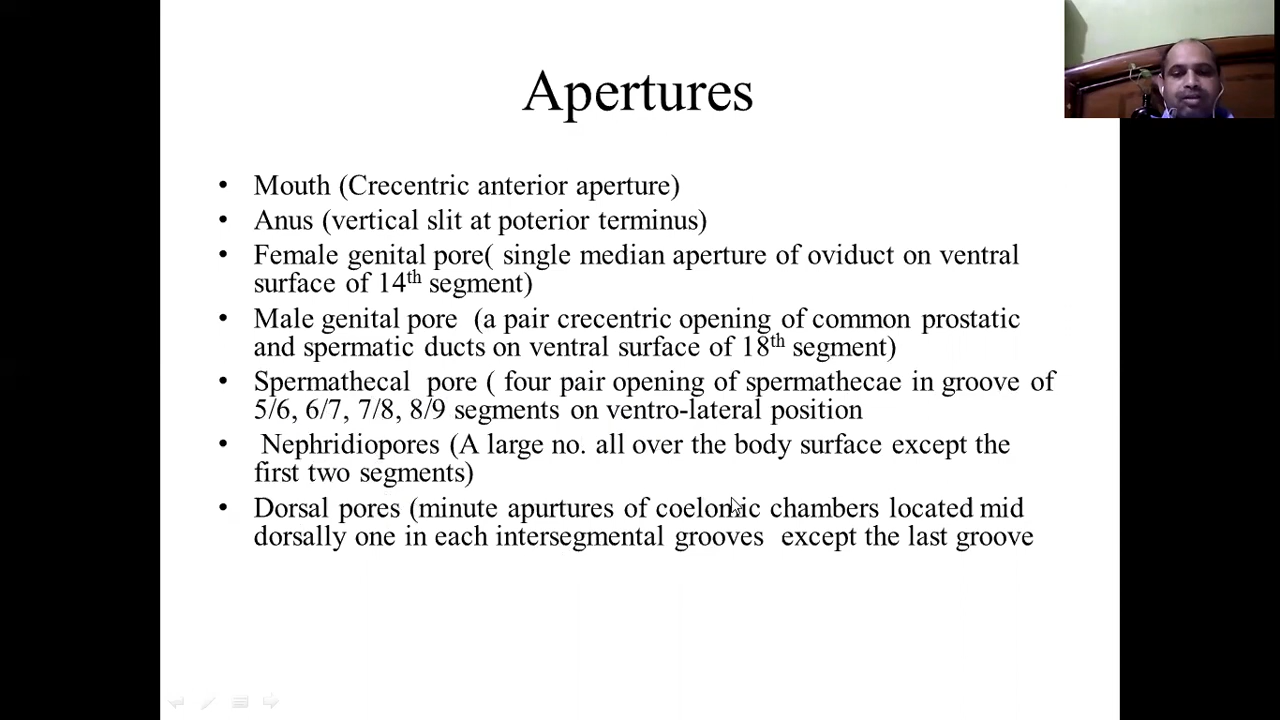 Apertures
• Mouth (Crecentric anterior aperture)
• Anus (vertical slit at poterior terminus)
• Female genital pore( single median aperture of oviduct on ventral
surface of 14th segment)
• Male genital pore (a pair crecentric opening of common prostatic
and spermatic ducts on ventral surface of 18th segment)
• Spermathecal pore ( four pair opening of spermathecae in groove of
5/6, 6/7, 7/8, 8/9 segments on ventro-lateral position
• Nephridiopores (A large no. all over the body surface except the
first two segments)
• Dorsal pores (minute apurtures of coelomic chambers located mid
dorsally one in each intersegmental grooves except the last groove